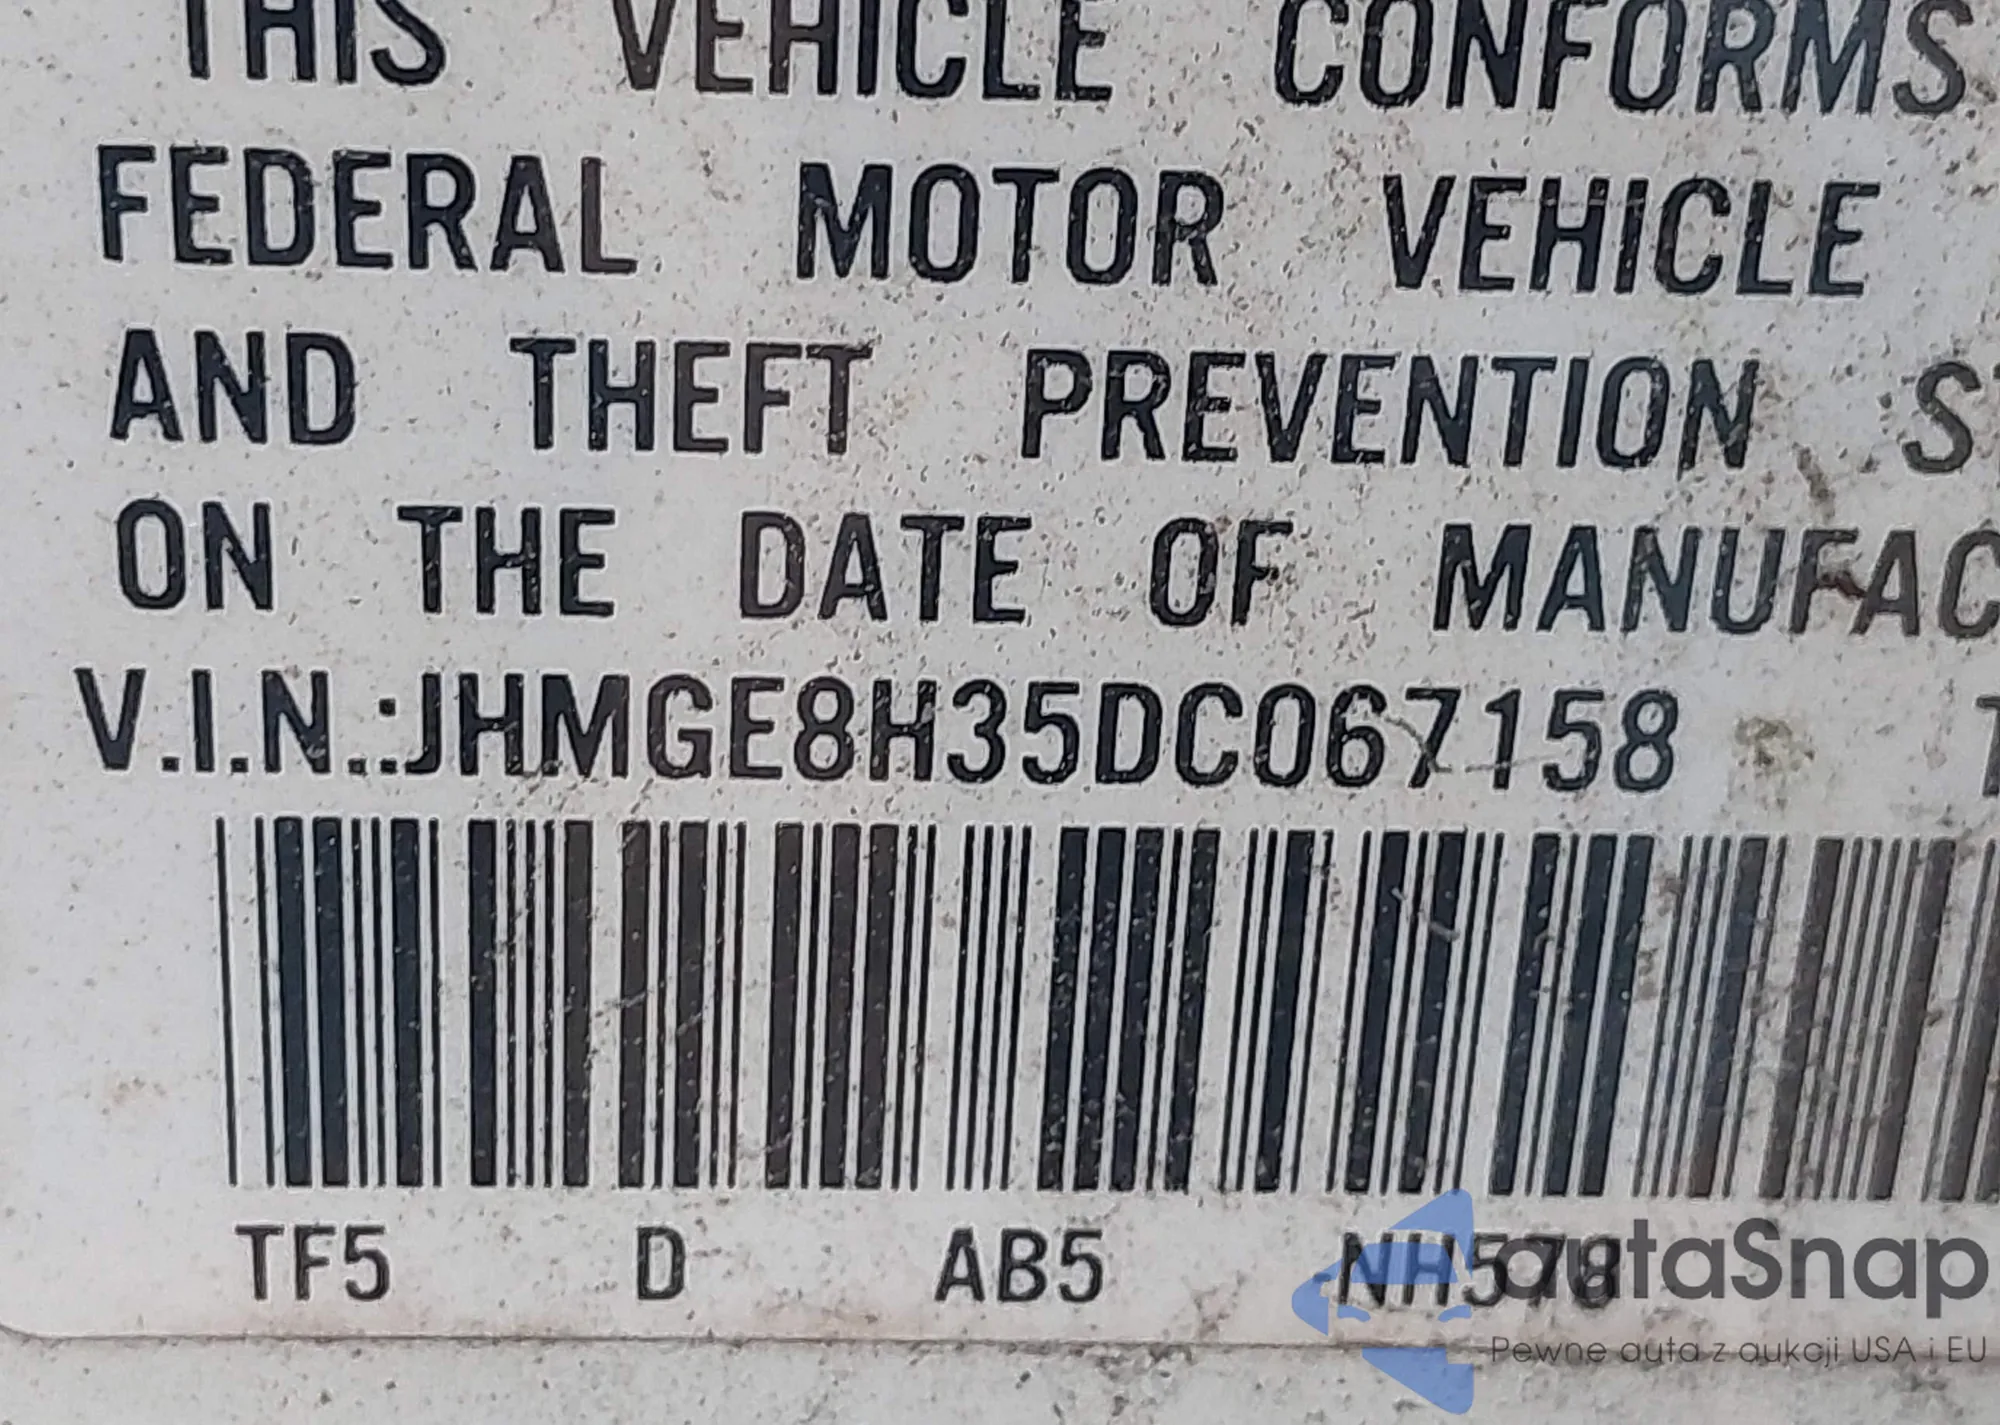 THIS VEHICLE CONFORMS
FEDERAL MOTOR VEHICLE
AND THEFT PREVENTION
ON THE DATE OF MANUFAC
V.I.N.:JHMGE8H35DC067158
TF5 D AB5 NH578
autaSnap
Pewne auta z aukcji USA i EU